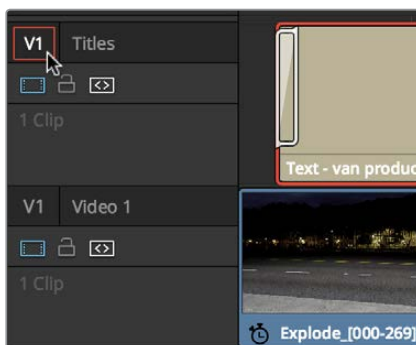 V1 Titles
1 Clip
Text - van produc
V1 Video 1
1 Clip
Explode_[000-269]